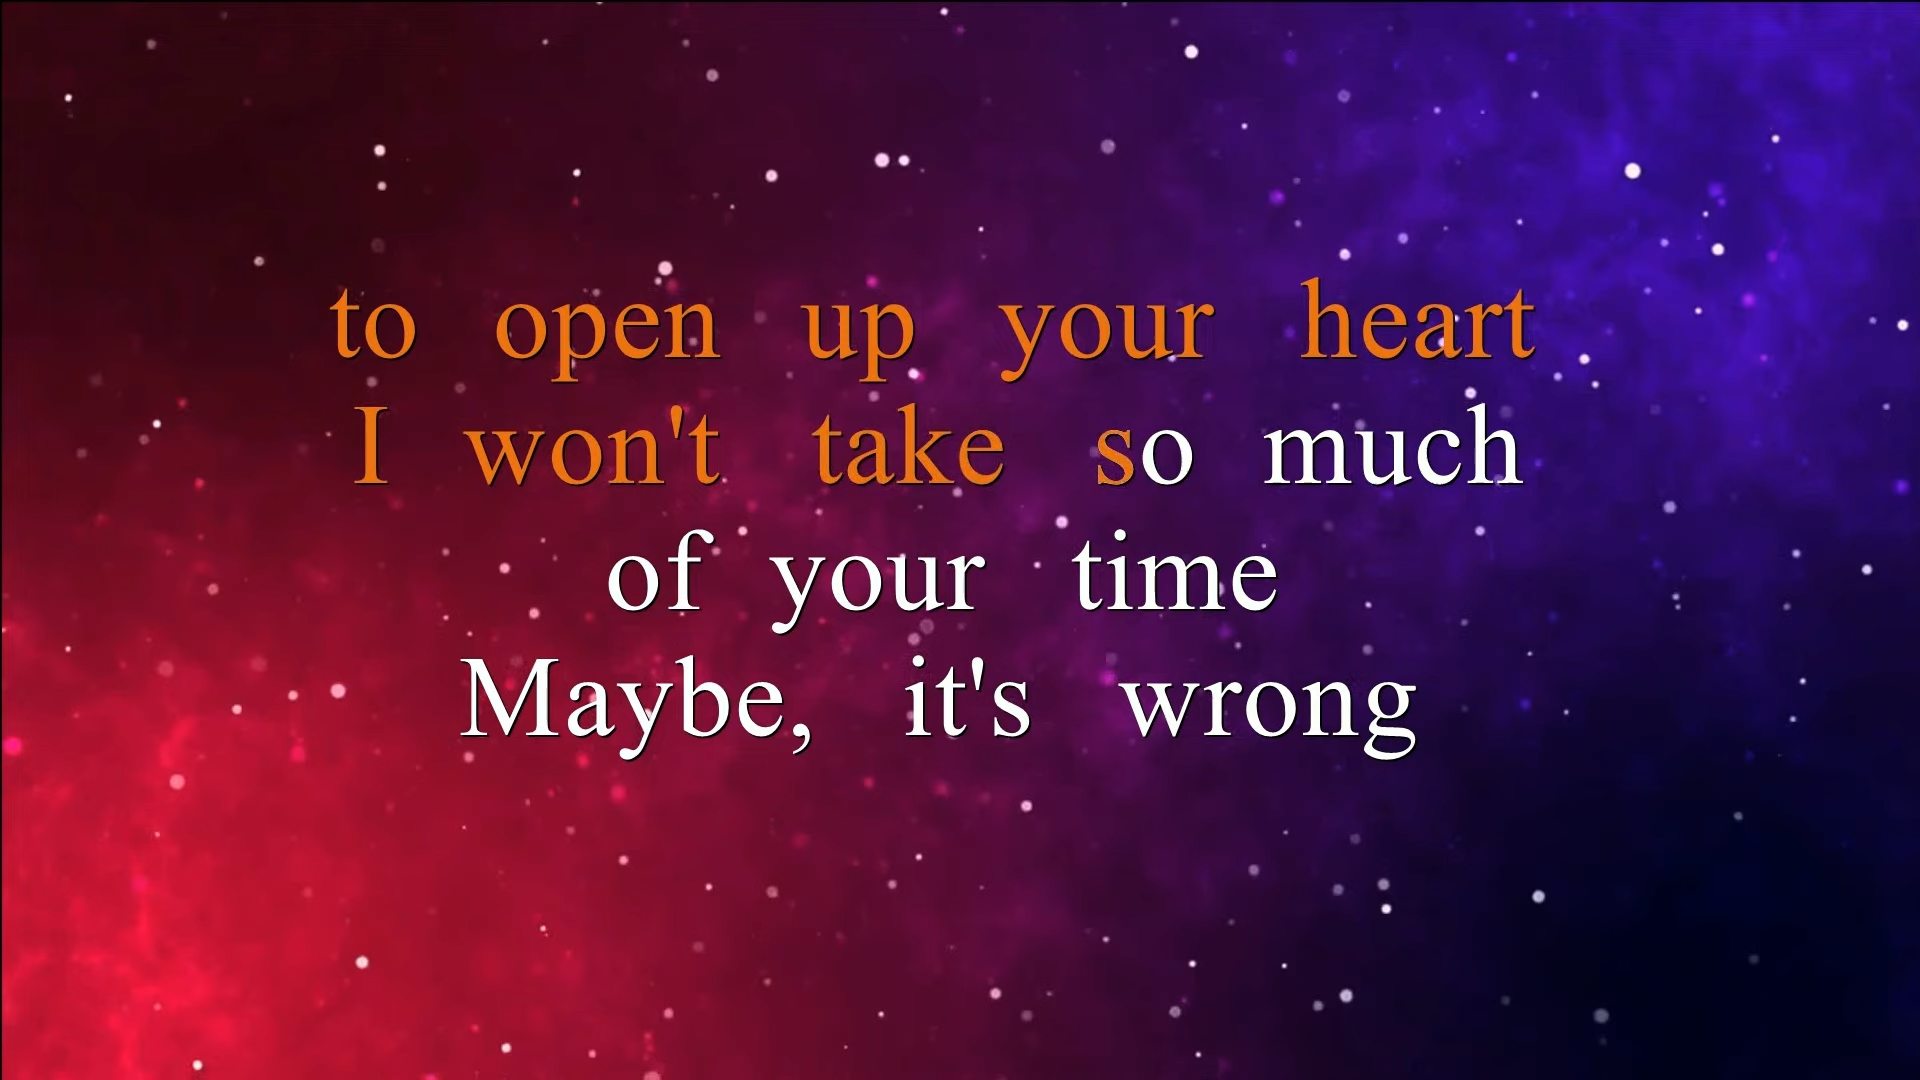 to open up your heart
I won't take so much
of your time
Maybe, it's wrong